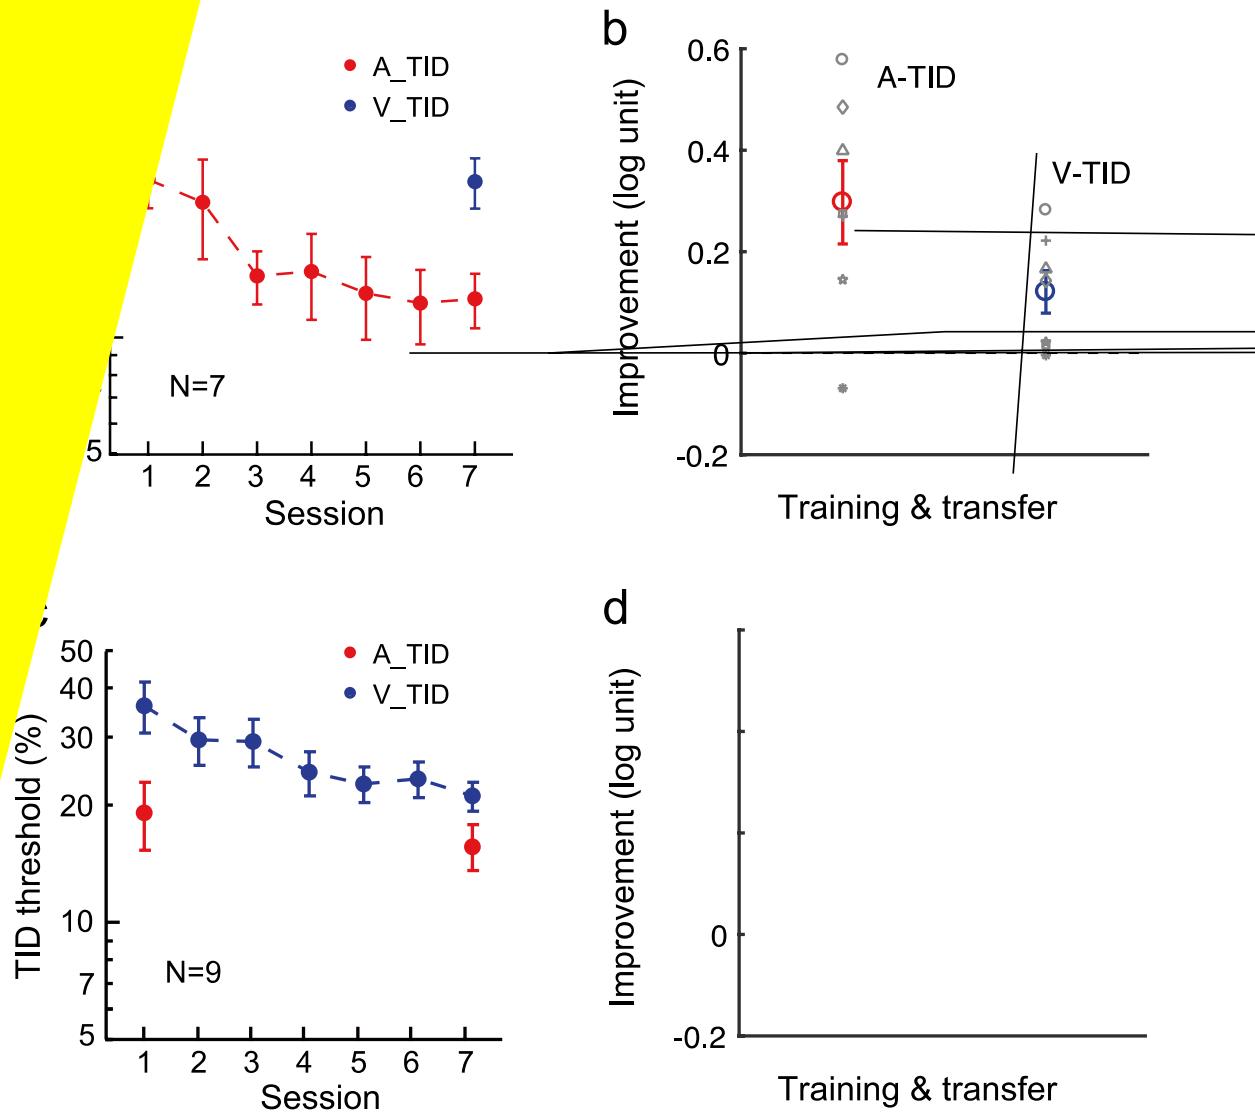 A_TID
V_TID
5
N=7
1 2 3 4 5 6 7
Session
b
0.6
0.4
0.2
0
-0.2
Improvement (log unit)
A-TID
V-TID
Training & transfer
50
40
30
20
10
7
5
TID threshold (%)
A_TID
V_TID
N=9
1 2 3 4 5 6 7
Session
d
0
-0.2
Improvement (log unit)
Training & transfer